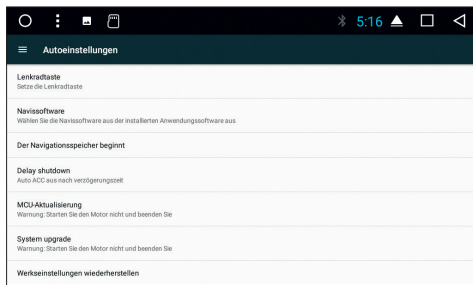 5:16
Autoeinstellungen
Lenkradtaste
Setze die Lenkradtaste
Navissoftware
Wählen Sie die Navissoftware aus der installierten Anwendungssoftware aus
Der Navigationsspeicher beginnt
Delay shutdown
Auto ACC aus nach verzögerungszeit
MCU-Aktualisierung
Warnung: Starten Sie den Motor nicht und beenden Sie
System upgrade
Warnung: Starten Sie den Motor nicht und beenden Sie
Werkseinstellungen wiederherstellen